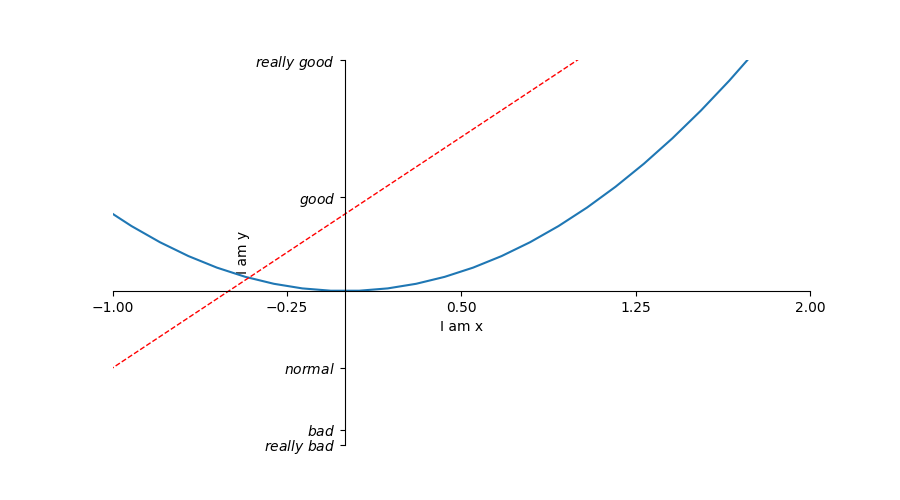 really good
good
I am y
−1.00
−0.25
0.50
1.25
2.00
I am x
normal
bad
really bad